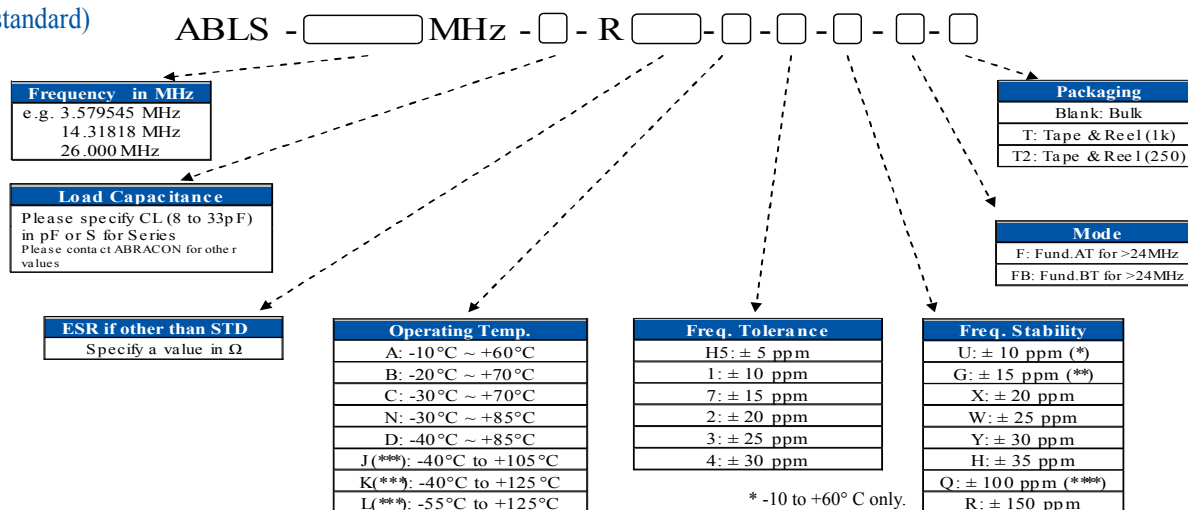 standard)
ABLS - MHz - - R - - - - -
Frequency in MHz
e.g. 3.579545 MHz
14.31818 MHz
26.000 MHz
Packaging
Blank: Bulk
T: Tape & Reel (1k)
T2: Tape & Reel (250)
Load Capacitance
Please specify CL (8 to 33pF)
in pF or S for Series
Please contact ABRACON for other
values
Mode
F: Fund.AT for >24MHz
FB: Fund.BT for >24MHz
ESR if other than STD
Specify a value in Ω
Operating Temp.
A: -10°C ~ +60°C
B: -20°C ~ +70°C
C: -30°C ~ +70°C
N: -30°C ~ +85°C
D: -40°C ~ +85°C
J(***): -40°C to +105°C
K(***): -40°C to +125°C
L(***): -55°C to +125°C
Freq. Tolerance
H5: ± 5 ppm
1: ± 10 ppm
7: ± 15 ppm
2: ± 20 ppm
3: ± 25 ppm
4: ± 30 ppm
* -10 to +60° C only.
Freq. Stability
U: ± 10 ppm (*)
G: ± 15 ppm (**)
X: ± 20 ppm
W: ± 25 ppm
Y: ± 30 ppm
H: ± 35 ppm
Q: ± 100 ppm (****)
R: ± 150 ppm